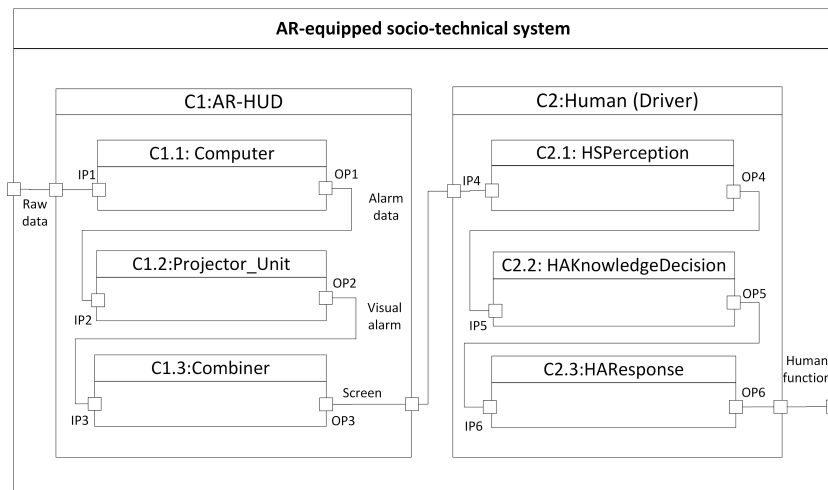 AR-equipped socio-technical system
C1:AR-HUD
C1.1: Computer
IP1
OP1
Raw
data
Alarm
data
C1.2:Projector_Unit
OP2
IP2
Visual
alarm
C1.3:Combiner
Screen
IP3
OP3
C2:Human (Driver)
C2.1: HSPerception
IP4
OP4
C2.2: HAKnowledgeDecision
OP5
IP5
C2.3:HAResponse
Human
function
OP6
IP6